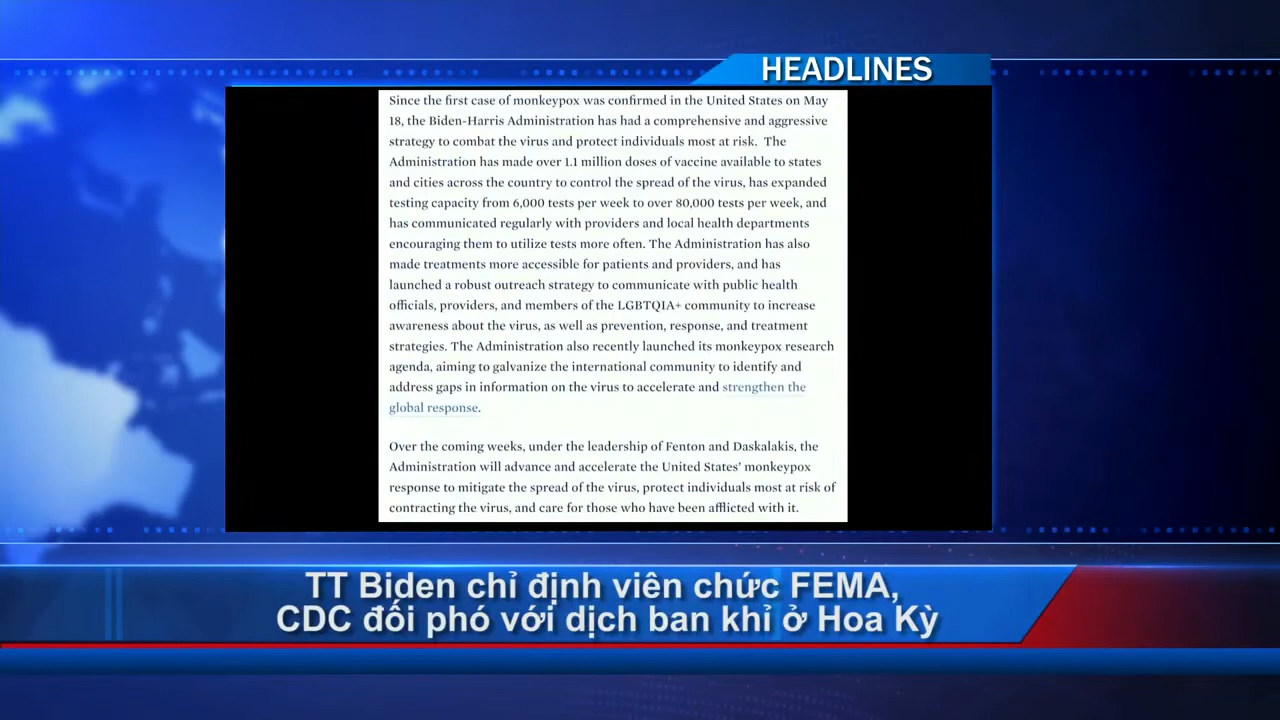 HEADLINES
Since the first case of monkeypox was confirmed in the United States on May
18, the Biden-Harris Administration has had a comprehensive and aggressive
strategy to combat the virus and protect individuals most at risk.  The
Administration has made over 1.1 million doses of vaccine available to states
and cities across the country to control the spread of the virus, has expanded
testing capacity from 6,000 tests per week to over 80,000 tests per week, and
has communicated regularly with providers and local health departments
encouraging them to utilize tests more often. The Administration has also
made treatments more accessible for patients and providers, and has
launched a robust outreach strategy to communicate with public health
officials, providers, and members of the LGBTQIA+ community to increase
awareness about the virus, as well as prevention, response, and treatment
strategies. The Administration also recently launched its monkeypox research
agenda, aiming to galvanize the international community to identify and
address gaps in information on the virus to accelerate and strengthen the
global response.
Over the coming weeks, under the leadership of Fenton and Daskalakis, the
Administration will advance and accelerate the United States’ monkeypox
response to mitigate the spread of the virus, protect individuals most at risk of
contracting the virus, and care for those who have been afflicted with it.
TT Biden chỉ định viên chức FEMA,
CDC đối phó với dịch ban khỉ ở Hoa Kỳ